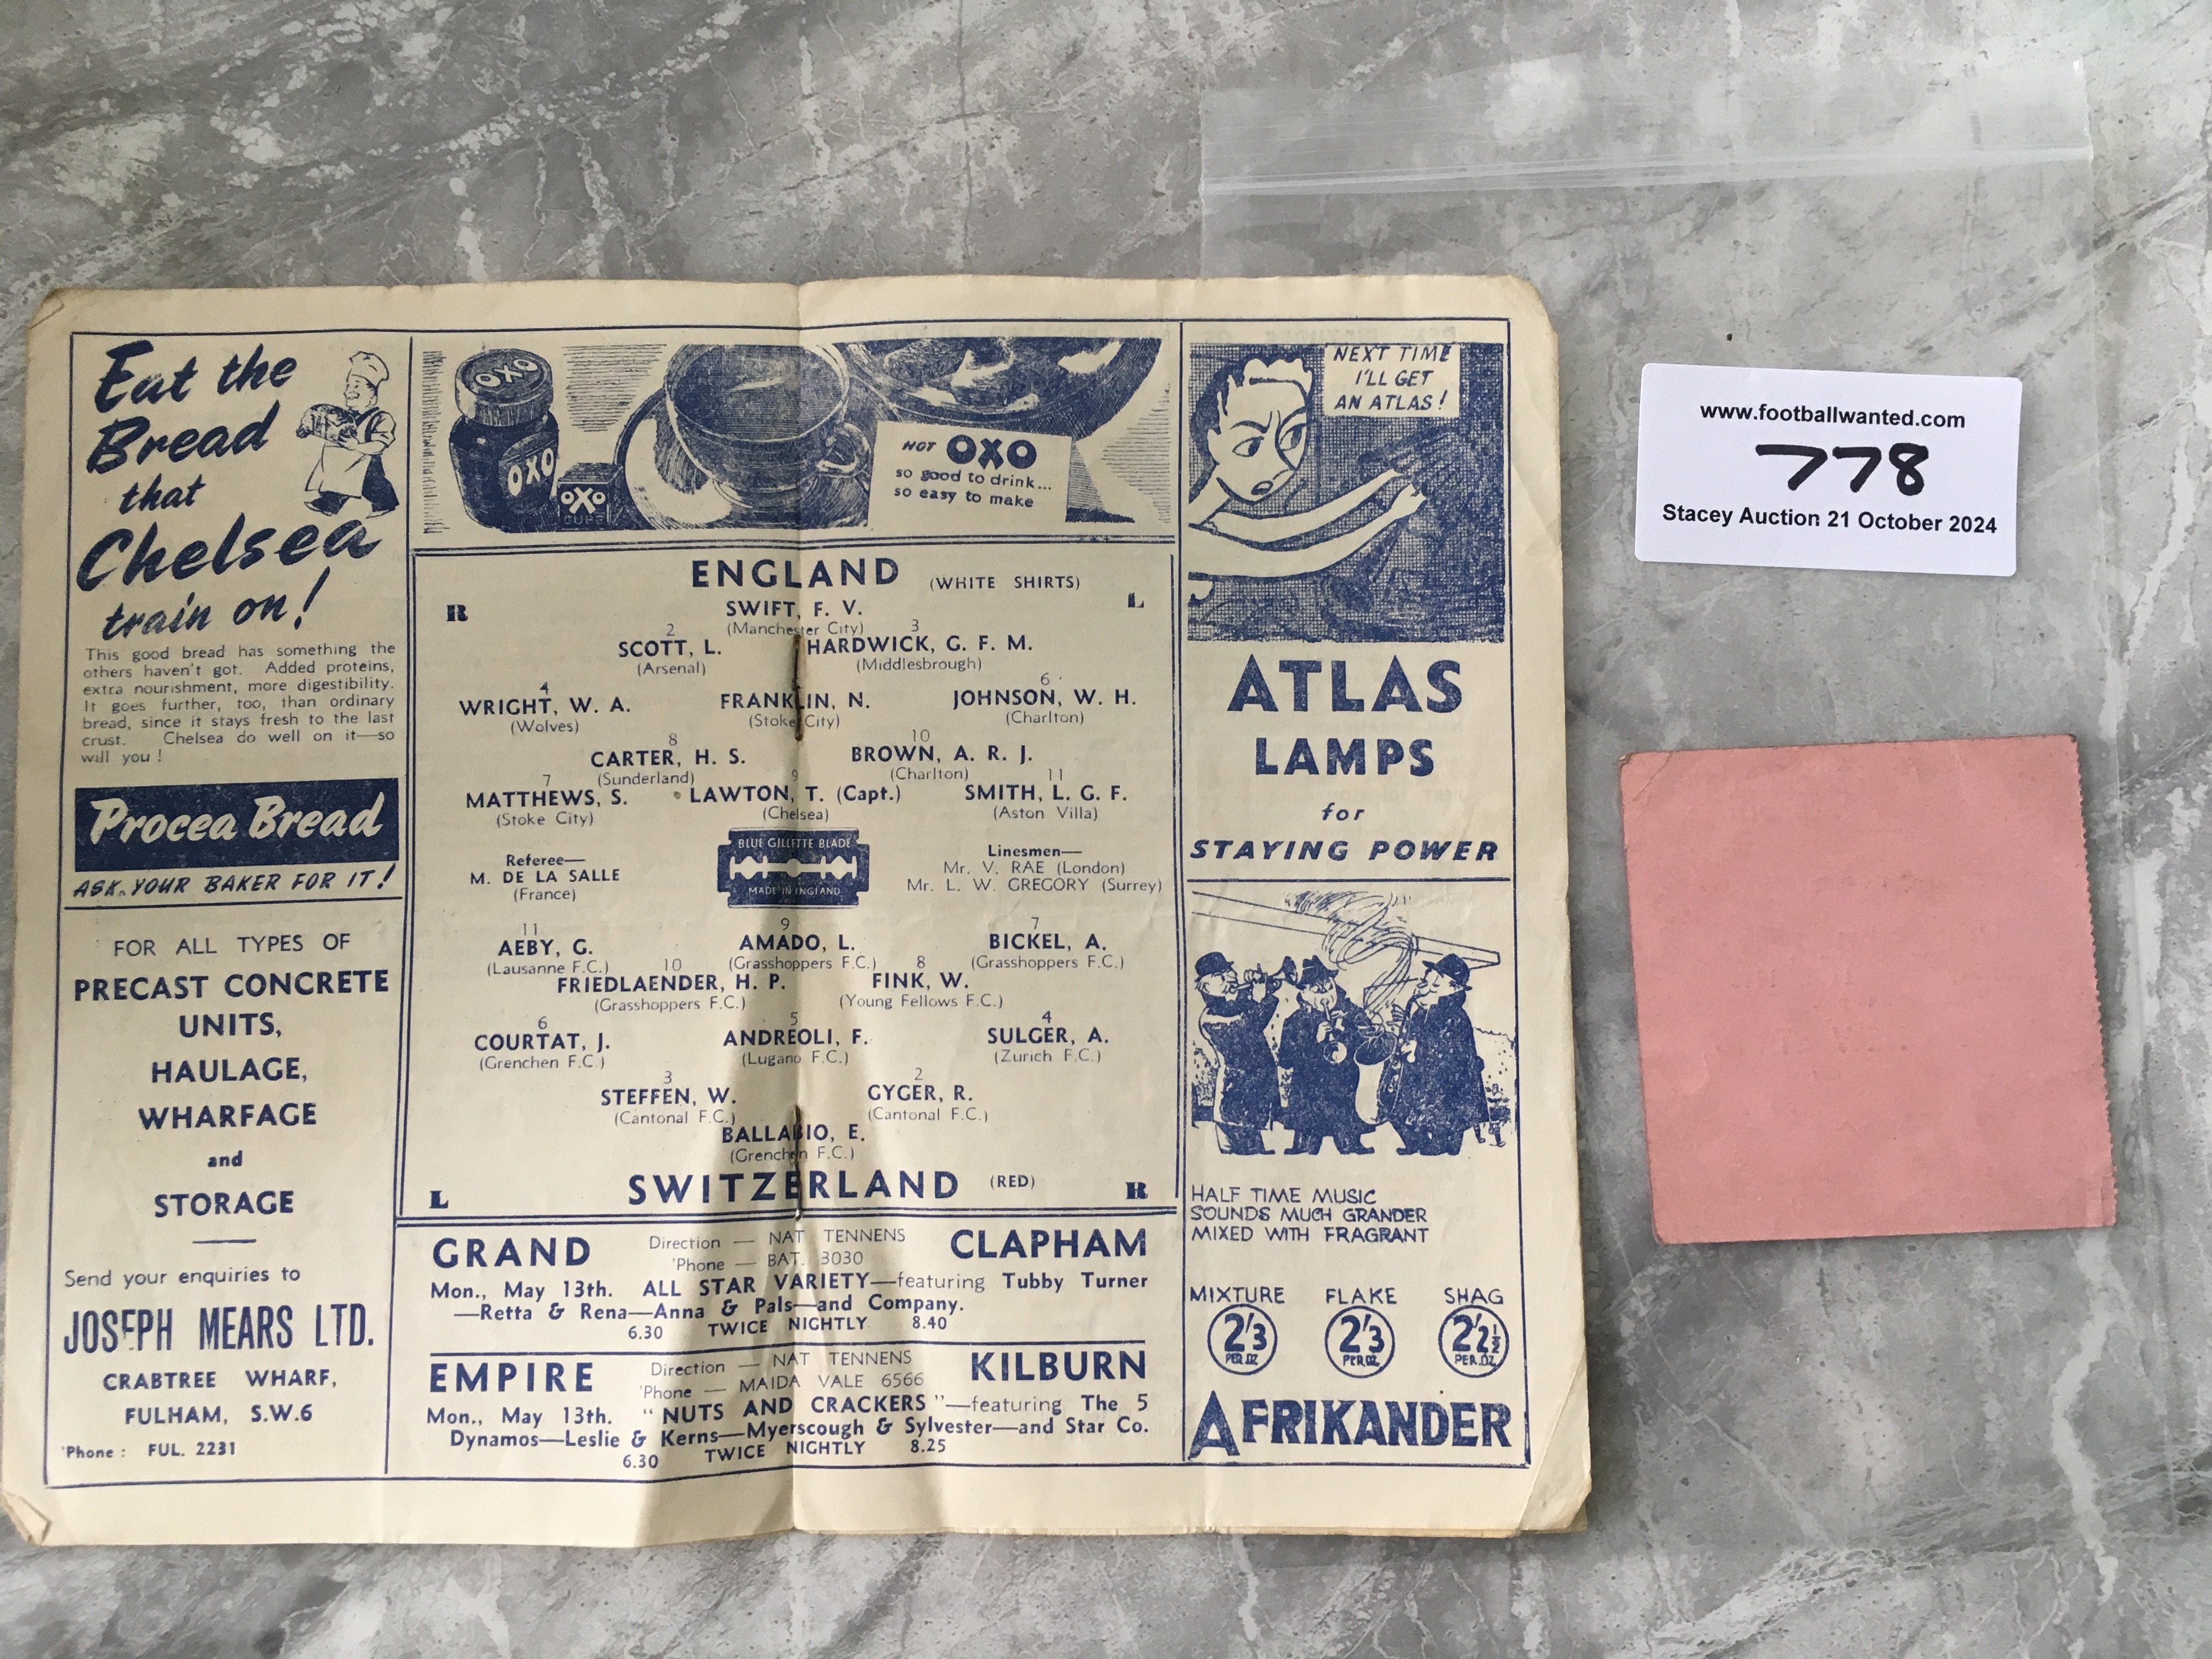 Eat the
Bread
that
Chelsea
train on!
This good bread has something the
others haven't got. Added proteins,
extra nourishment, more digestibility.
It goes further, too, than ordinary
bread, since it stays fresh to the last
crust. Chelsea do well on it—so
will you !
Procea Bread
ASK YOUR BAKER FOR IT!
FOR ALL TYPES OF
PRECAST CONCRETE
UNITS,
HAULAGE,
WHARFAGE
and
STORAGE
Send your enquiries to
JOSEPH MEARS LTD.
CRABTREE WHARF,
FULHAM, S.W.6
'Phone : FUL. 2231
OXO
OXO
OXO
CUBE
HOT OXO
so good to drink...
so easy to make
ENGLAND (WHITE SHIRTS)
R L
SWIFT, F. V.
(Manchester City)
2 3
SCOTT, L. HARDWICK, G. F. M.
(Arsenal) (Middlesbrough)
4 6
WRIGHT, W. A. FRANKLIN, N. JOHNSON, W. H.
(Wolves) (Stoke City) (Charlton)
8 10
CARTER, H. S. BROWN, A. R. J.
(Sunderland) (Charlton)
7 9 11
MATTHEWS, S. LAWTON, T. (Capt.) SMITH, L. G. F.
(Stoke City) (Chelsea) (Aston Villa)
Referee—
M. DE LA SALLE
(France)
BLUE GILLETTE BLADE
MADE IN ENGLAND
Linesmen—
Mr. V. RAE (London)
Mr. L. W. GREGORY (Surrey)
11 9 7
AEBY, G. AMADO, L. BICKEL, A.
(Lausanne F.C.) (Grasshoppers F.C.) (Grasshoppers F.C.)
10 8
FRIEDLAENDER, H. P. FINK, W.
(Grasshoppers F.C.) (Young Fellows F.C.)
6 5 4
COURTAT, J. ANDREOLI, F. SULGER, A.
(Grenchen F.C.) (Lugano F.C.) (Zurich F.C.)
3 2
STEFFEN, W. GYGER, R.
(Cantonal F.C.) (Cantonal F.C.)
BALLABIO, E.
(Grenchen F.C.)
SWITZERLAND (RED)
L R
GRAND Direction — NAT TENNENS CLAPHAM
'Phone — BAT. 3030
Mon., May 13th. ALL STAR VARIETY—featuring Tubby Turner
—Retta & Rena—Anna & Pals—and Company.
6.30 TWICE NIGHTLY 8.40
EMPIRE Direction — NAT TENNENS KILBURN
'Phone — MAIDA VALE 6566
Mon., May 13th. "NUTS AND CRACKERS"—featuring The 5
Dynamos—Leslie & Kerns—Myerscough & Sylvester—and Star Co.
6.30 TWICE NIGHTLY 8.25
NEXT TIME
I'LL GET
AN ATLAS!
ATLAS
LAMPS
for
STAYING POWER
HALF TIME MUSIC
SOUNDS MUCH GRANDER
MIXED WITH FRAGRANT
MIXTURE FLAKE SHAG
2'3 2'3 2'2½
PER OZ PER OZ. PER.OZ.
AFRIKANDER
www.footballwanted.com
778
Stacey Auction 21 October 2024